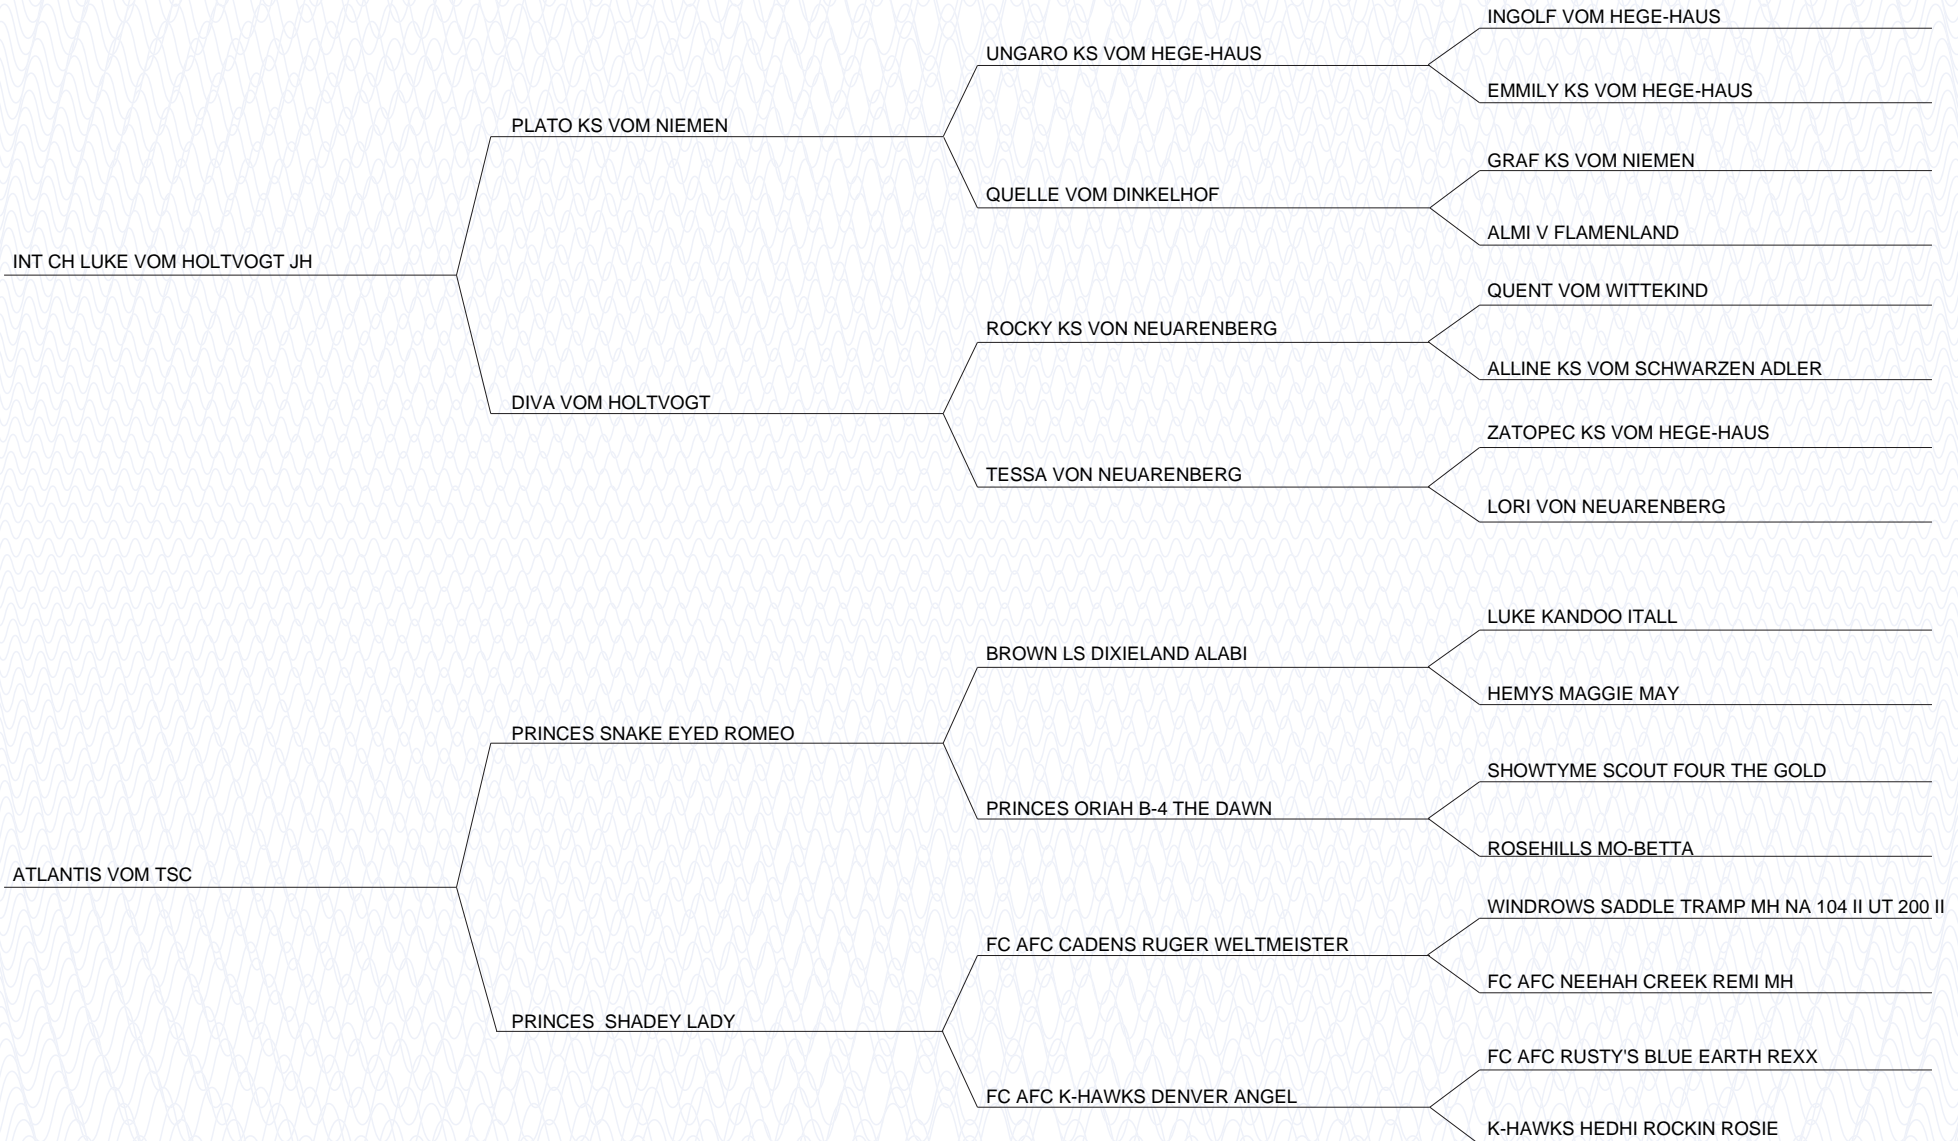 INGOLF VOM HEGE-HAUS
UNGARO KS VOM HEGE-HAUS
EMMILY KS VOM HEGE-HAUS
PLATO KS VOM NIEMEN
GRAF KS VOM NIEMEN
QUELLE VOM DINKELHOF
ALMI V FLAMENLAND
INT CH LUKE VOM HOLTVOGT JH
QUENT VOM WITTEKIND
ROCKY KS VON NEUARENBERG
ALLINE KS VOM SCHWARZEN ADLER
DIVA VOM HOLTVOGT
ZATOPEC KS VOM HEGE-HAUS
TESSA VON NEUARENBERG
LORI VON NEUARENBERG
LUKE KANDOO ITALL
BROWN LS DIXIELAND ALABI
HEMYS MAGGIE MAY
PRINCES SNAKE EYED ROMEO
SHOWTYME SCOUT FOUR THE GOLD
PRINCES ORIAH B-4 THE DAWN
ROSEHILLS MO-BETTA
ATLANTIS VOM TSC
WINDROWS SADDLE TRAMP MH NA 104 II UT 200 II
FC AFC CADENS RUGER WELTMEISTER
FC AFC NEEHAH CREEK REMI MH
PRINCES  SHADEY LADY
FC AFC RUSTY'S BLUE EARTH REXX
FC AFC K-HAWKS DENVER ANGEL
K-HAWKS HEDHI ROCKIN ROSIE